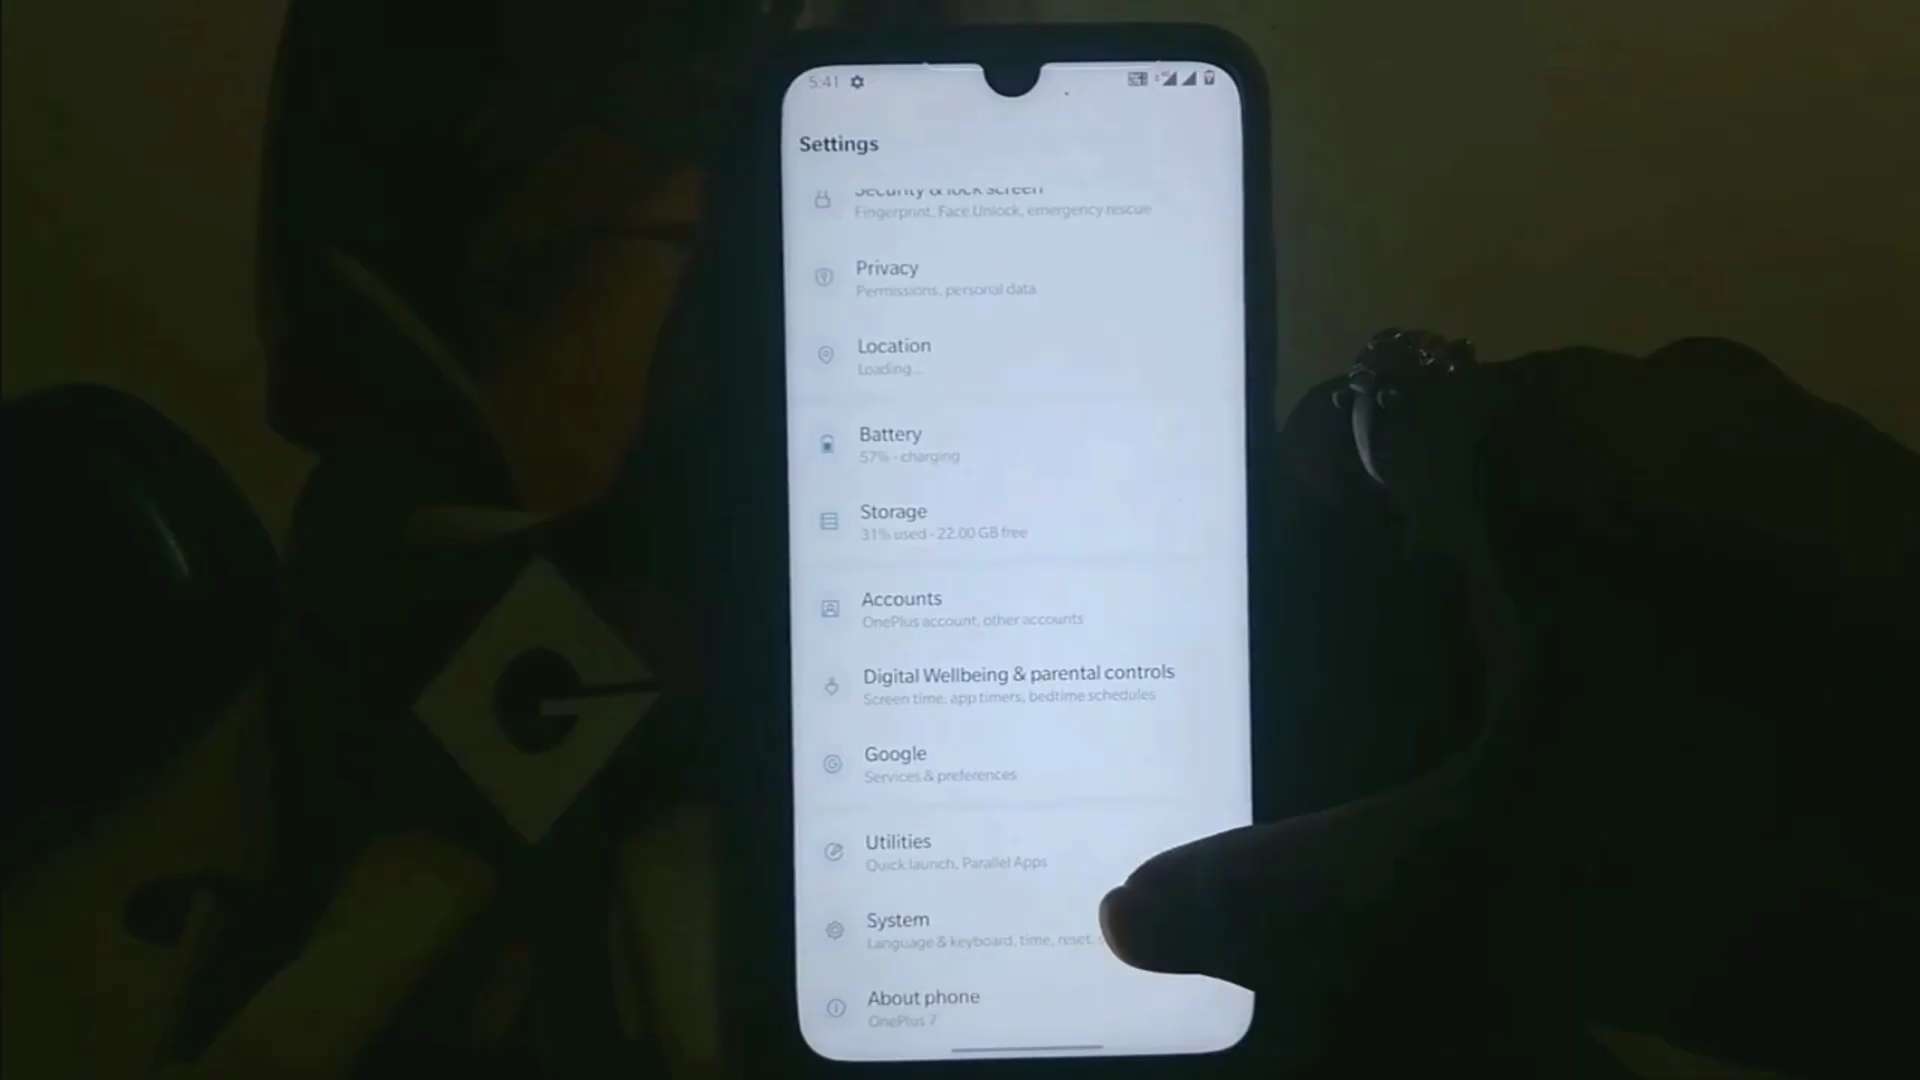 5:41
Settings
Security & lock screen
Fingerprint, Face Unlock, emergency rescue
Privacy
Permissions, personal data
Location
Loading...
Battery
57% - charging
Storage
31% used - 22.00 GB free
Accounts
OnePlus account, other accounts
Digital Wellbeing & parental controls
Screen time, app timers, bedtime schedules
Google
Services & preferences
Utilities
Quick launch, Parallel Apps
System
Language & keyboard, time, reset,
About phone
OnePlus 7